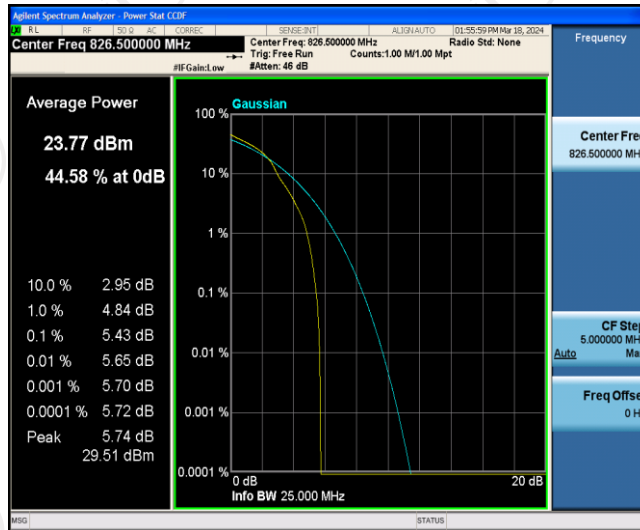 Agilent Spectrum Analyzer - Power Stat CCDF
RL RF 50 Ω AC CORREC SENSE:INT ALIGN AUTO 01:55:59 PM Mar 18, 2024
Center Freq 826.500000 MHz
Center Freq: 826.500000 MHz Radio Std: None
Trig: Free Run Counts:1.00 M/1.00 Mpt
#IFGain:Low #Atten: 46 dB
Frequency
Average Power
23.77 dBm
44.58 % at 0dB
10.0 % 2.95 dB
1.0 % 4.84 dB
0.1 % 5.43 dB
0.01 % 5.65 dB
0.001 % 5.70 dB
0.0001 % 5.72 dB
Peak 5.74 dB
29.51 dBm
Gaussian
100 %
10 %
1 %
0.1 %
0.01 %
0.001 %
0.0001 %
0 dB 20 dB
Info BW 25.000 MHz
Center Fre
826.500000 MH
CF Step
5.000000 MH
Auto Ma
Freq Offse
0 H
MSG STATUS